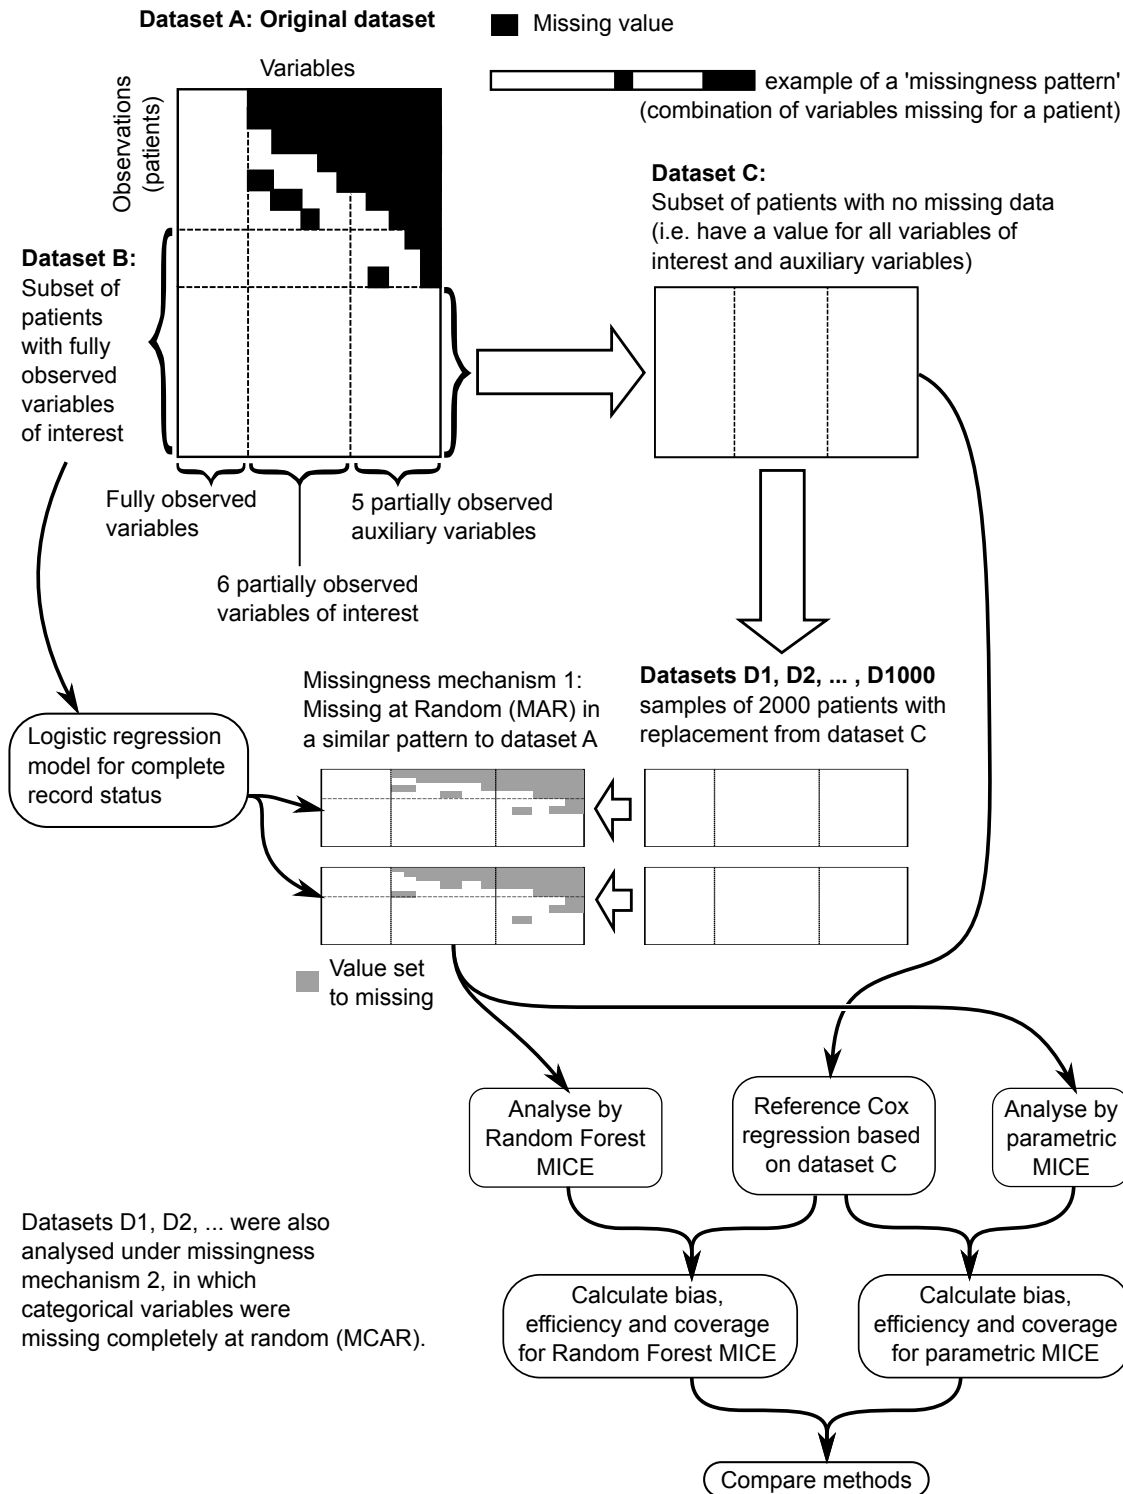 Dataset A: Original dataset
Missing value
Variables
example of a 'missingness pattern'
(combination of variables missing for a patient)
Observations
(patients)
Dataset C:
Subset of patients with no missing data
(i.e. have a value for all variables of
interest and auxiliary variables)
Dataset B:
Subset of
patients
with fully
observed
variables
of interest
Fully observed
variables
5 partially observed
auxiliary variables
6 partially observed
variables of interest
Missingness mechanism 1:
Missing at Random (MAR) in
a similar pattern to dataset A
Datasets D1, D2, ... , D1000
samples of 2000 patients with
replacement from dataset C
Logistic regression
model for complete
record status
Value set
to missing
Analyse by
Random Forest
MICE
Reference Cox
regression based
on dataset C
Analyse by
parametric
MICE
Datasets D1, D2, ... were also
analysed under missingness
mechanism 2, in which
categorical variables were
missing completely at random (MCAR).
Calculate bias,
efficiency and coverage
for Random Forest MICE
Calculate bias,
efficiency and coverage
for parametric MICE
Compare methods